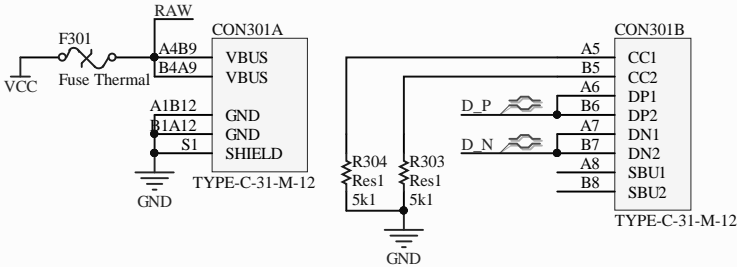 RAW
F301
VCC
Fuse Thermal
CON301A
A4B9 VBUS
B4A9 VBUS
A1B12 GND
B1A12 GND
S1 SHIELD
GND
TYPE-C-31-M-12
CON301B
A5 CC1
B5 CC2
A6 DP1
D_P B6 DP2
A7 DN1
D_N B7 DN2
A8 SBU1
B8 SBU2
TYPE-C-31-M-12
R304
Res1
5k1
R303
Res1
5k1
GND